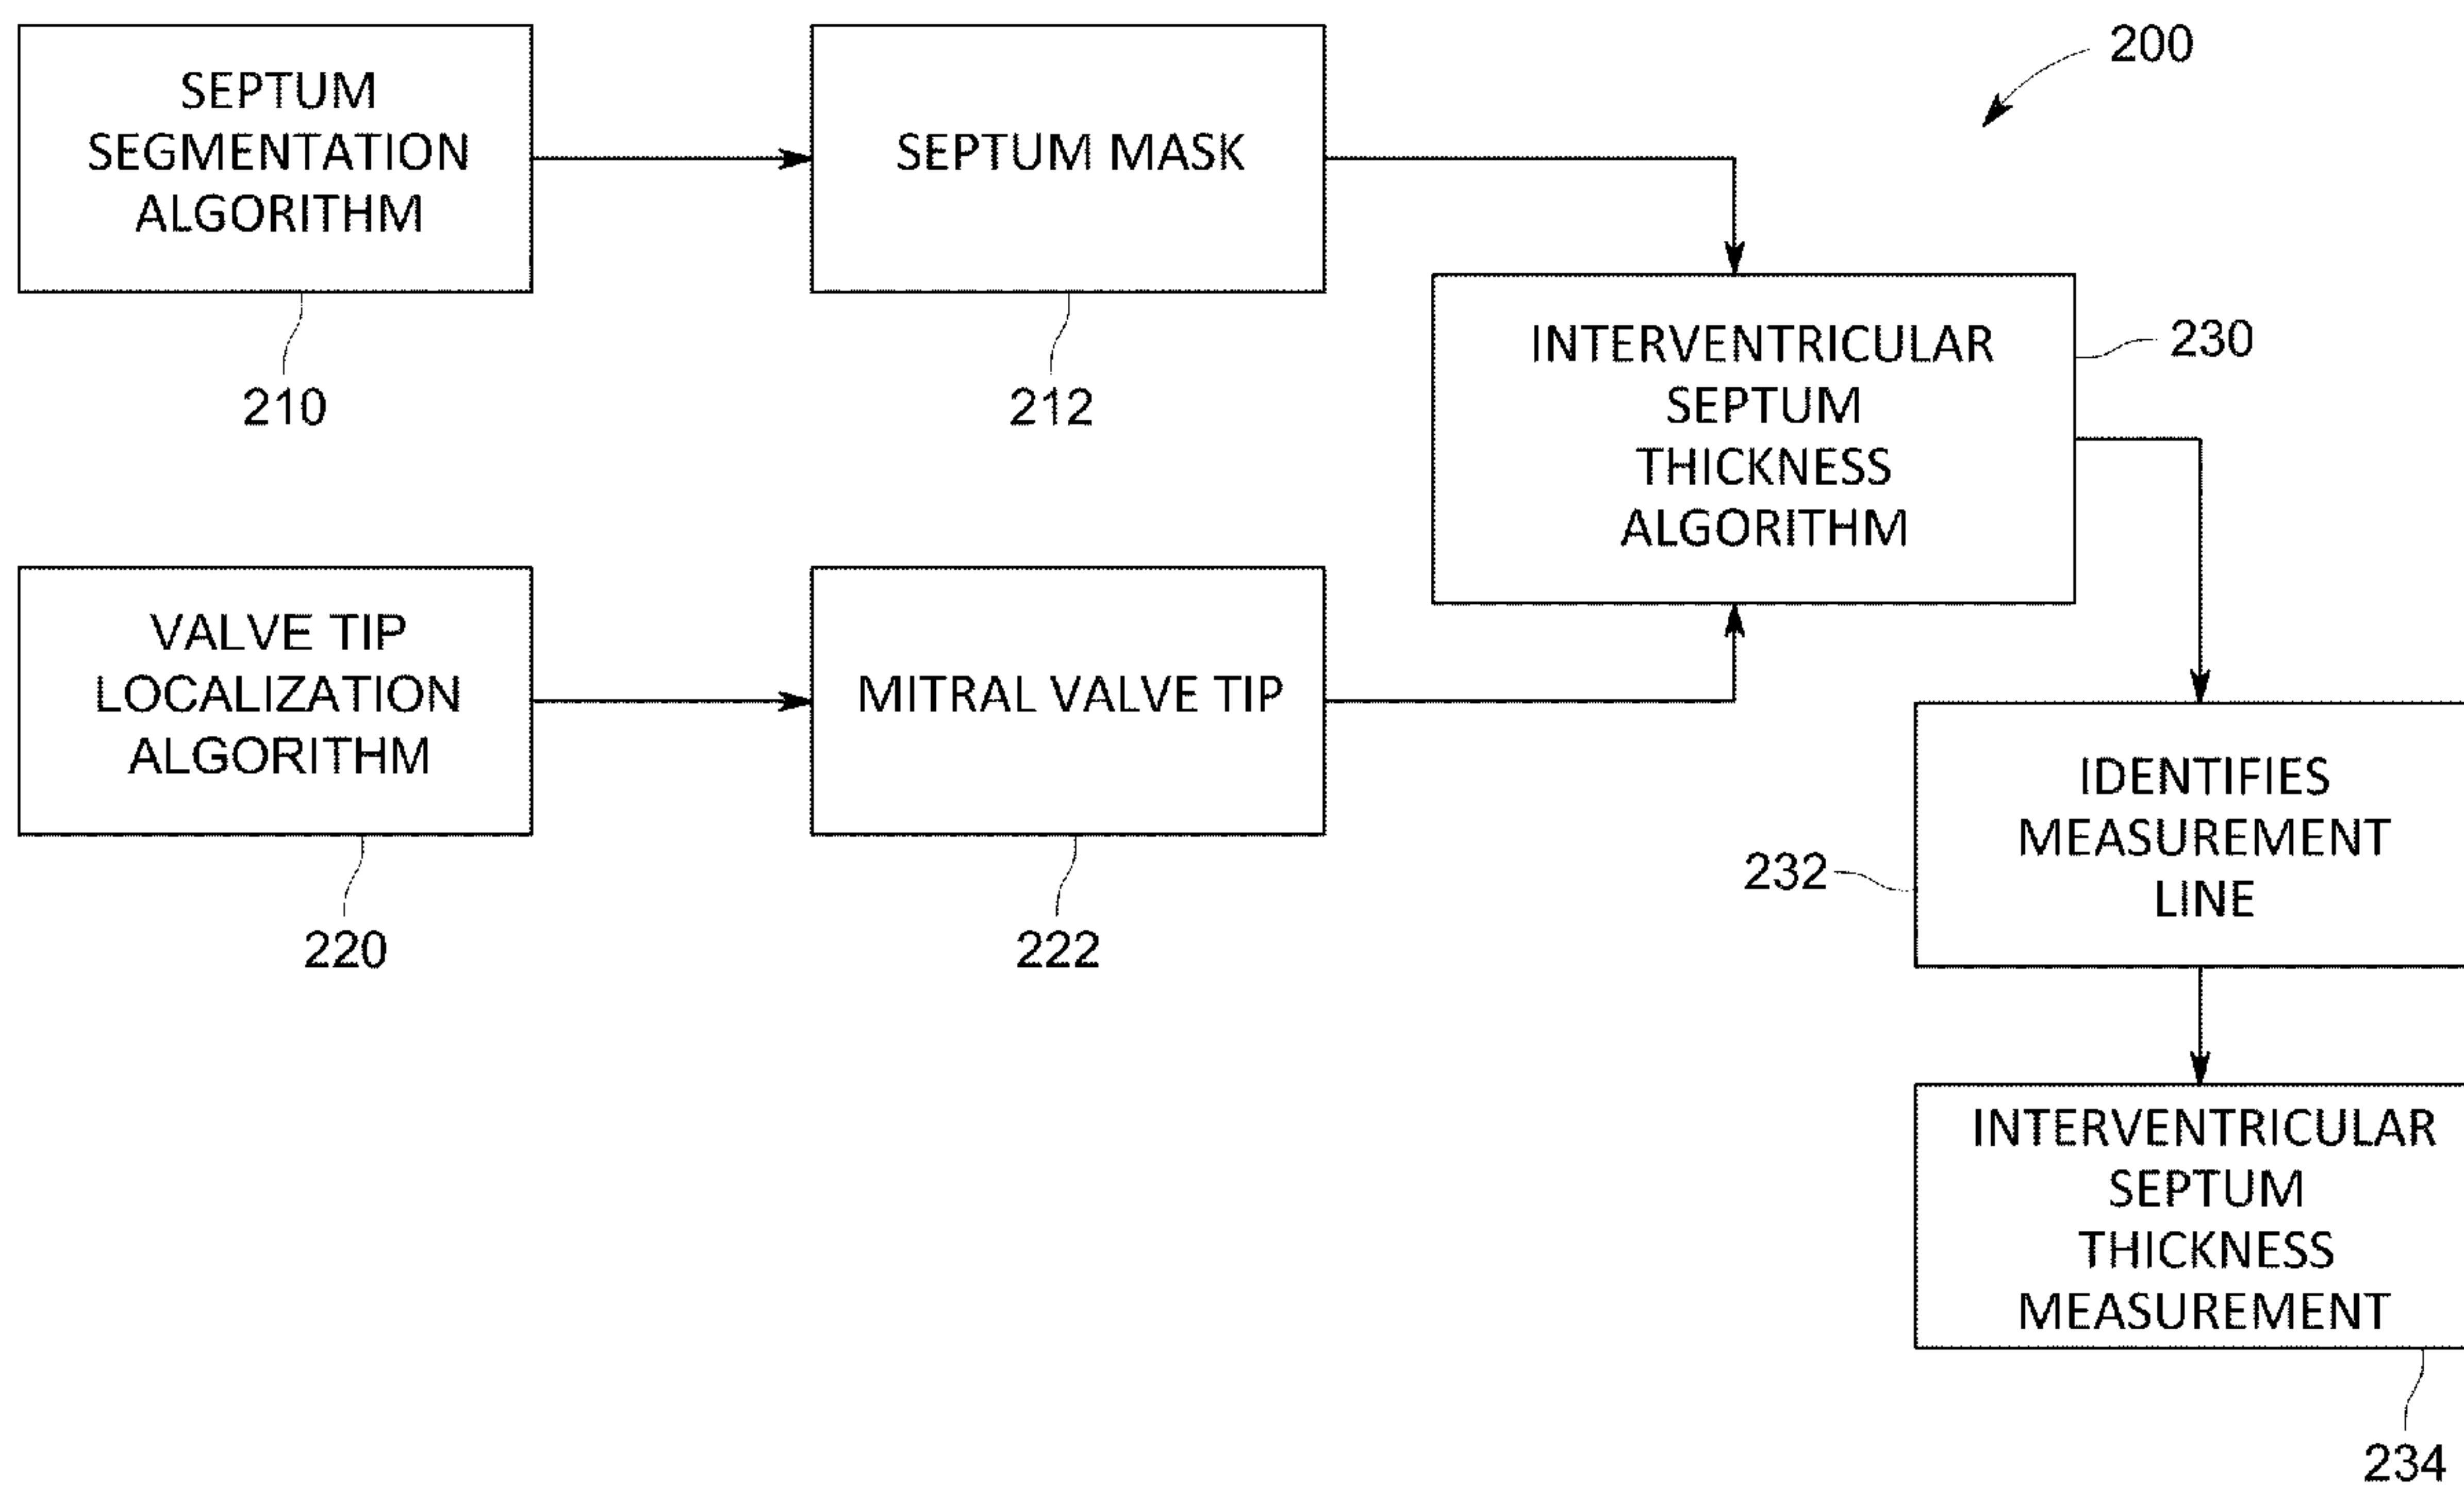 200
SEPTUM
SEGMENTATION
ALGORITHM
210
SEPTUM MASK
212
INTERVENTRICULAR
SEPTUM
THICKNESS
ALGORITHM
230
VALVE TIP
LOCALIZATION
ALGORITHM
220
MITRAL VALVE TIP
222
IDENTIFIES
MEASUREMENT
LINE
232
INTERVENTRICULAR
SEPTUM
THICKNESS
MEASUREMENT
234